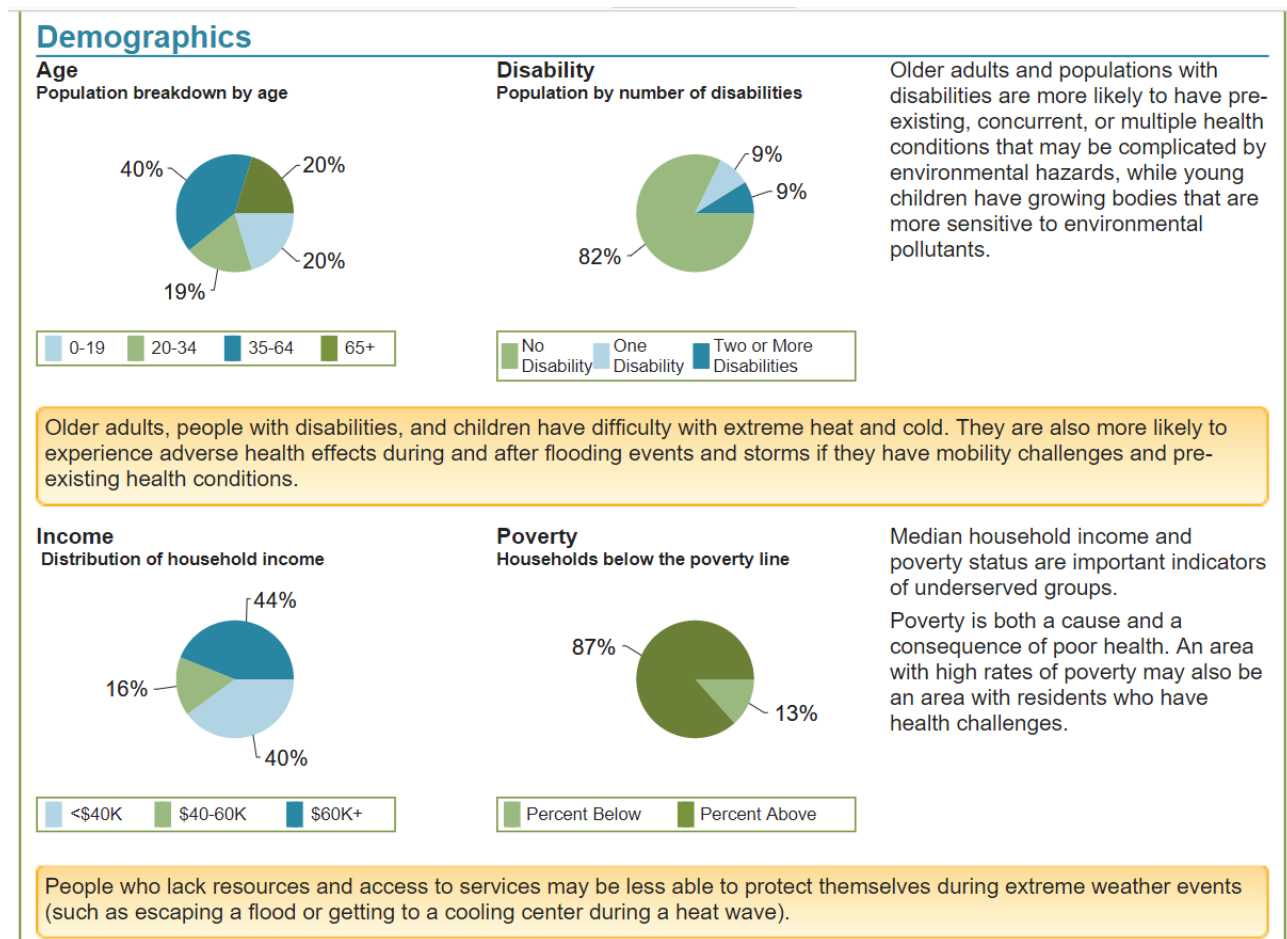 Demographics
Age
Population breakdown by age
40%
20%
20%
19%
0-19
20-34
35-64
65+
Disability
Population by number of disabilities
9%
9%
82%
No
Disability
One
Disability
Two or More
Disabilities
Older adults and populations with
disabilities are more likely to have pre-
existing, concurrent, or multiple health
conditions that may be complicated by
environmental hazards, while young
children have growing bodies that are
more sensitive to environmental
pollutants.
Older adults, people with disabilities, and children have difficulty with extreme heat and cold. They are also more likely to
experience adverse health effects during and after flooding events and storms if they have mobility challenges and pre-
existing health conditions.
Income
Distribution of household income
44%
16%
40%
<$40K
$40-60K
$60K+
Poverty
Households below the poverty line
87%
13%
Percent Below
Percent Above
Median household income and
poverty status are important indicators
of underserved groups.
Poverty is both a cause and a
consequence of poor health. An area
with high rates of poverty may also be
an area with residents who have
health challenges.
People who lack resources and access to services may be less able to protect themselves during extreme weather events
(such as escaping a flood or getting to a cooling center during a heat wave).